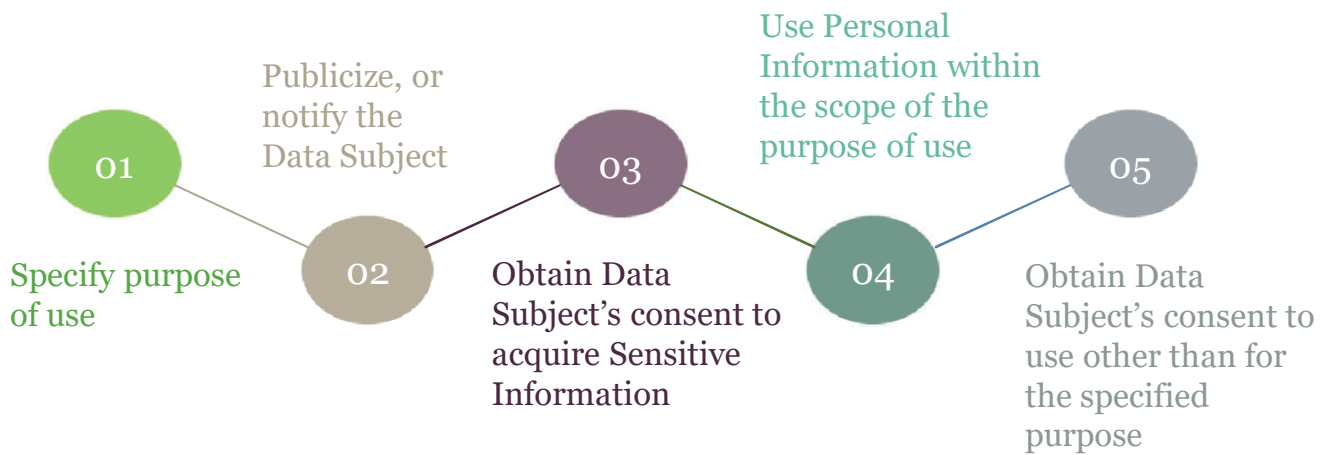 01
Specify purpose
of use
Publicize, or
notify the
Data Subject
02
03
Obtain Data
Subject’s consent to
acquire Sensitive
Information
Use Personal
Information within
the scope of the
purpose of use
04
05
Obtain Data
Subject’s consent to
use other than for
the specified
purpose